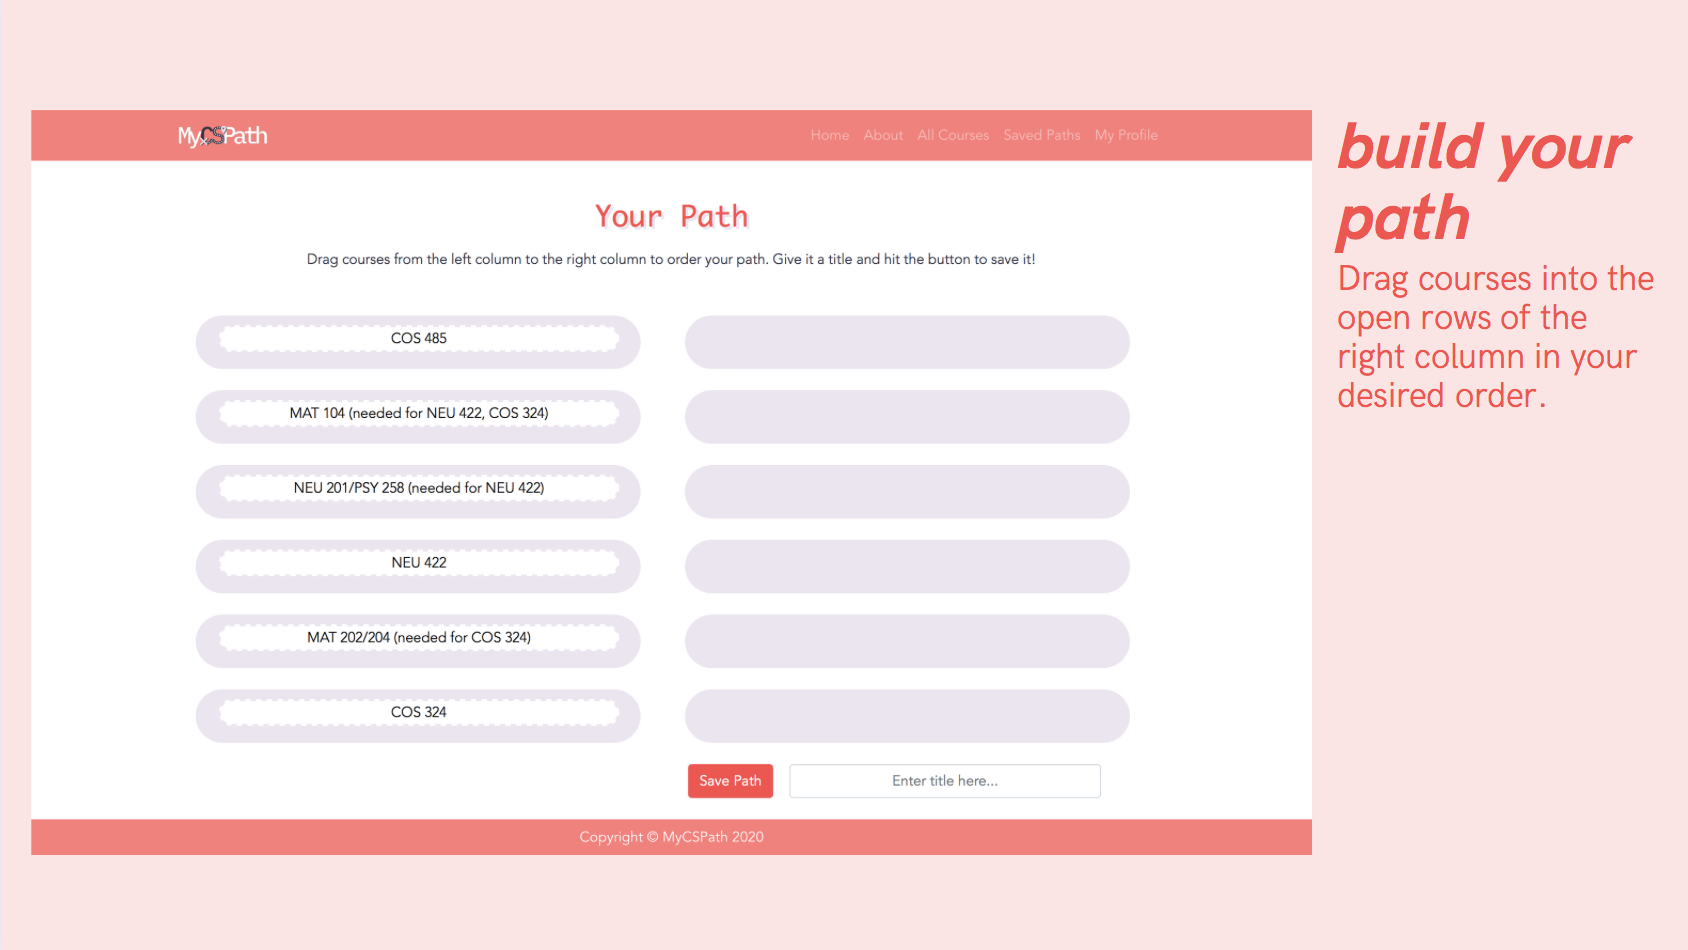 MyCSPath
Home About All Courses Saved Paths My Profile
Your Path
Drag courses from the left column to the right column to order your path. Give it a title and hit the button to save it!
COS 485
MAT 104 (needed for NEU 422, COS 324)
NEU 201/PSY 258 (needed for NEU 422)
NEU 422
MAT 202/204 (needed for COS 324)
COS 324
Save Path
Enter title here...
Copyright © MyCSPath 2020
build your
path
Drag courses into the
open rows of the
right column in your
desired order.